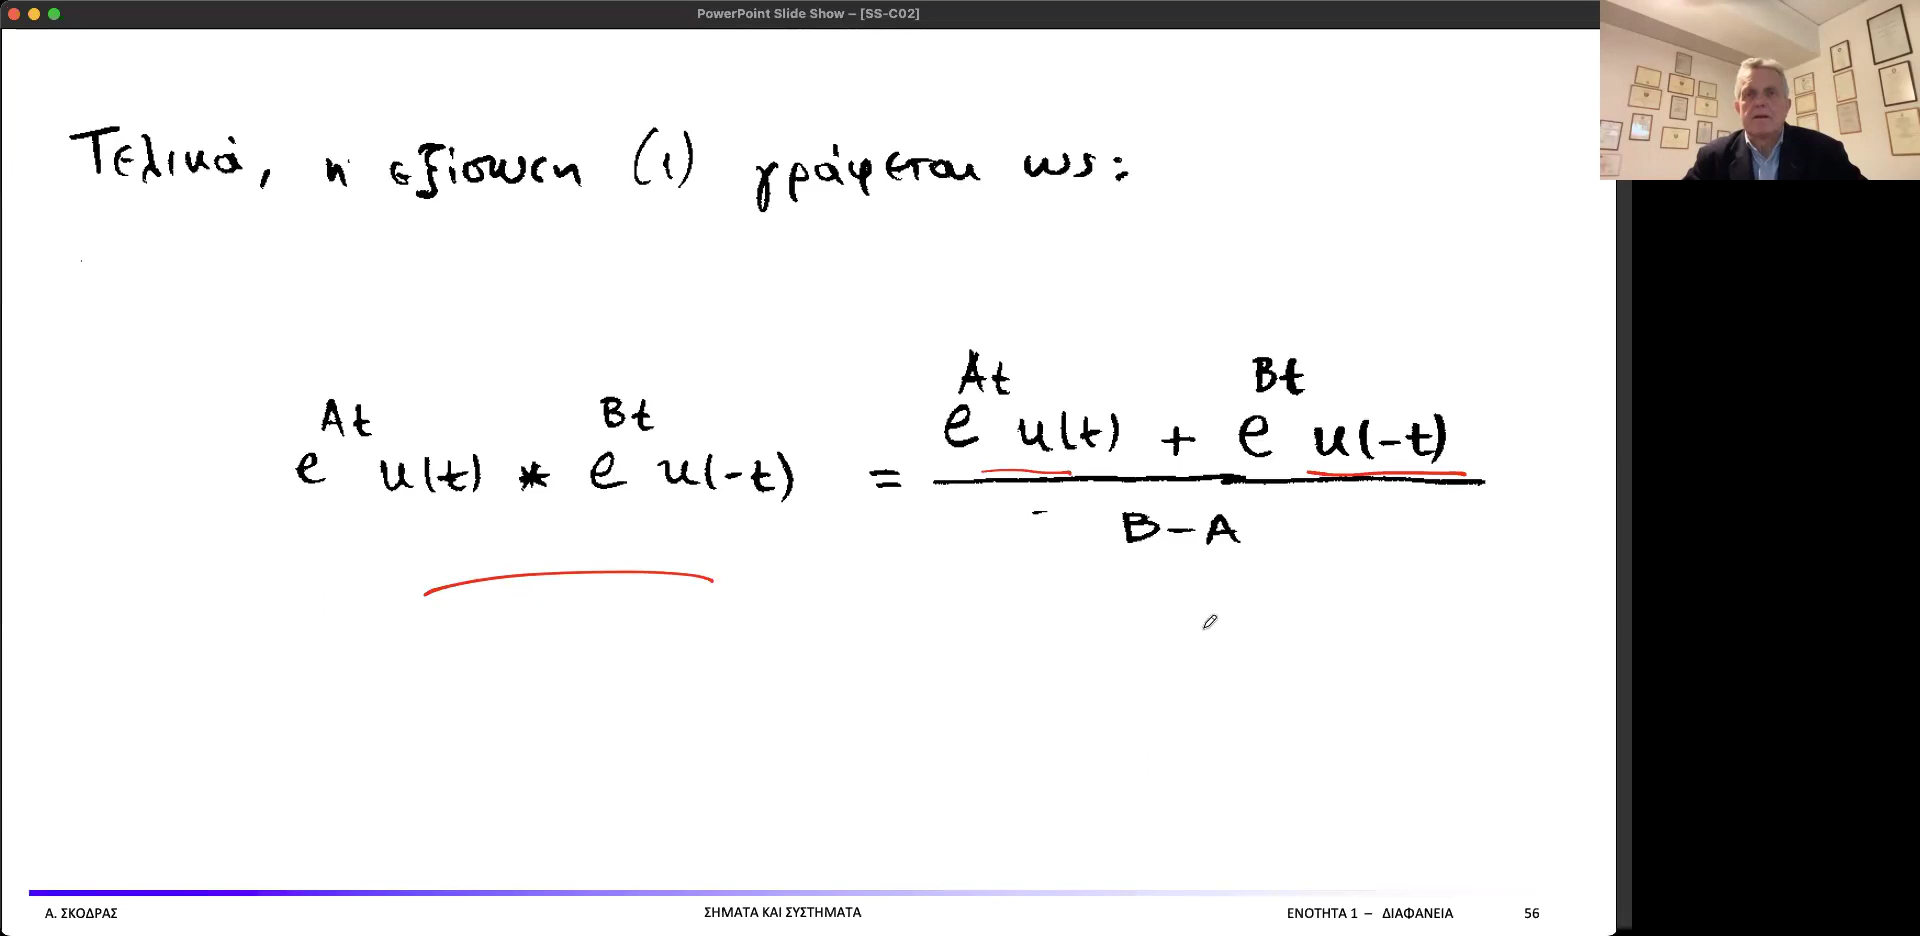 PowerPoint Slide Show – [SS-C02]
Τελικά, η εξίσωση (1) γράφεται ως:
e^{At} u(t) * e^{Bt} u(-t) = \frac{e^{At} u(t) + e^{Bt} u(-t)}{B-A}
Α. ΣΚΟΔΡΑΣ ΣΗΜΑΤΑ ΚΑΙ ΣΥΣΤΗΜΑΤΑ ΕΝΟΤΗΤΑ 1 – ΔΙΑΦΑΝΕΙΑ 56